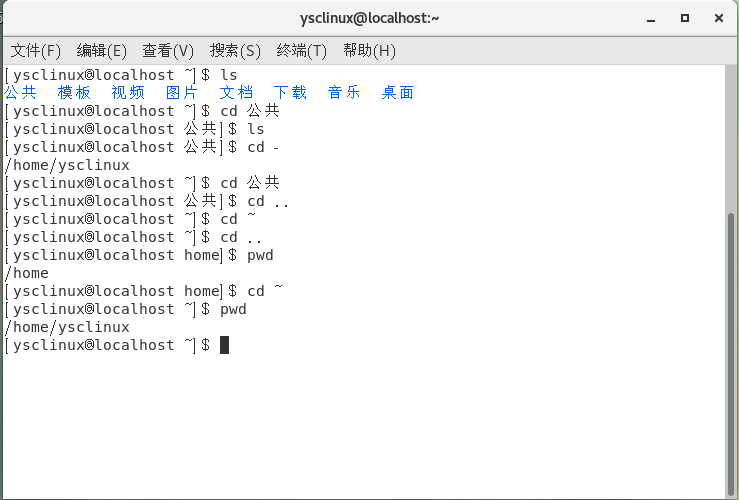 ysclinux@localhost:~
文件(F) 编辑(E) 查看(V) 搜索(S) 终端(T) 帮助(H)
[ysclinux@localhost ~]$ ls
公共 模板 视频 图片 文档 下载 音乐 桌面
[ysclinux@localhost ~]$ cd 公共
[ysclinux@localhost 公共]$ ls
[ysclinux@localhost 公共]$ cd -
/home/ysclinux
[ysclinux@localhost ~]$ cd 公共
[ysclinux@localhost 公共]$ cd ..
[ysclinux@localhost ~]$ cd ~
[ysclinux@localhost ~]$ cd ..
[ysclinux@localhost home]$ pwd
/home
[ysclinux@localhost home]$ cd ~
[ysclinux@localhost ~]$ pwd
/home/ysclinux
[ysclinux@localhost ~]$